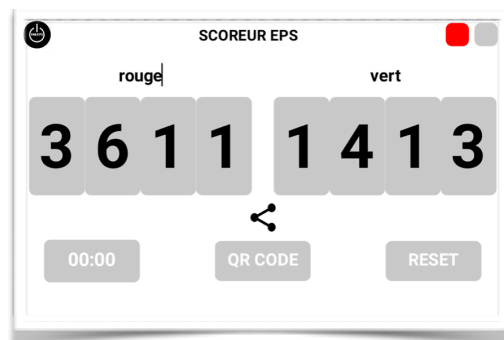 SCOREUR EPS
rouge vert
3 6 1 1 1 4 1 3
00:00 QR CODE RESET